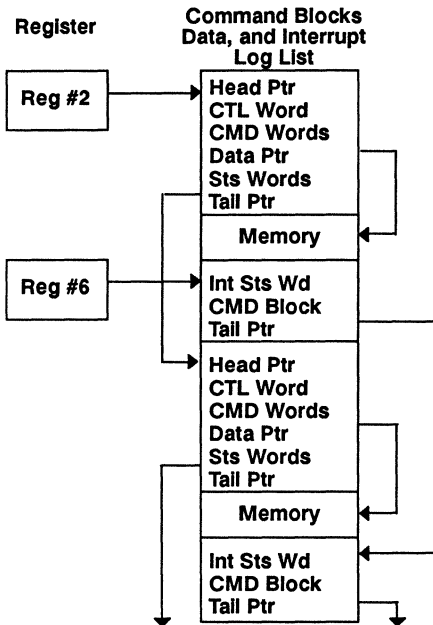 Register
Command Blocks
Data, and Interrupt
Log List
Reg #2
Head Ptr
CTL Word
CMD Words
Data Ptr
Sts Words
Tail Ptr
Memory
Reg #6
Int Sts Wd
CMD Block
Tail Ptr
Head Ptr
CTL Word
CMD Words
Data Ptr
Sts Words
Tail Ptr
Memory
Int Sts Wd
CMD Block
Tail Ptr